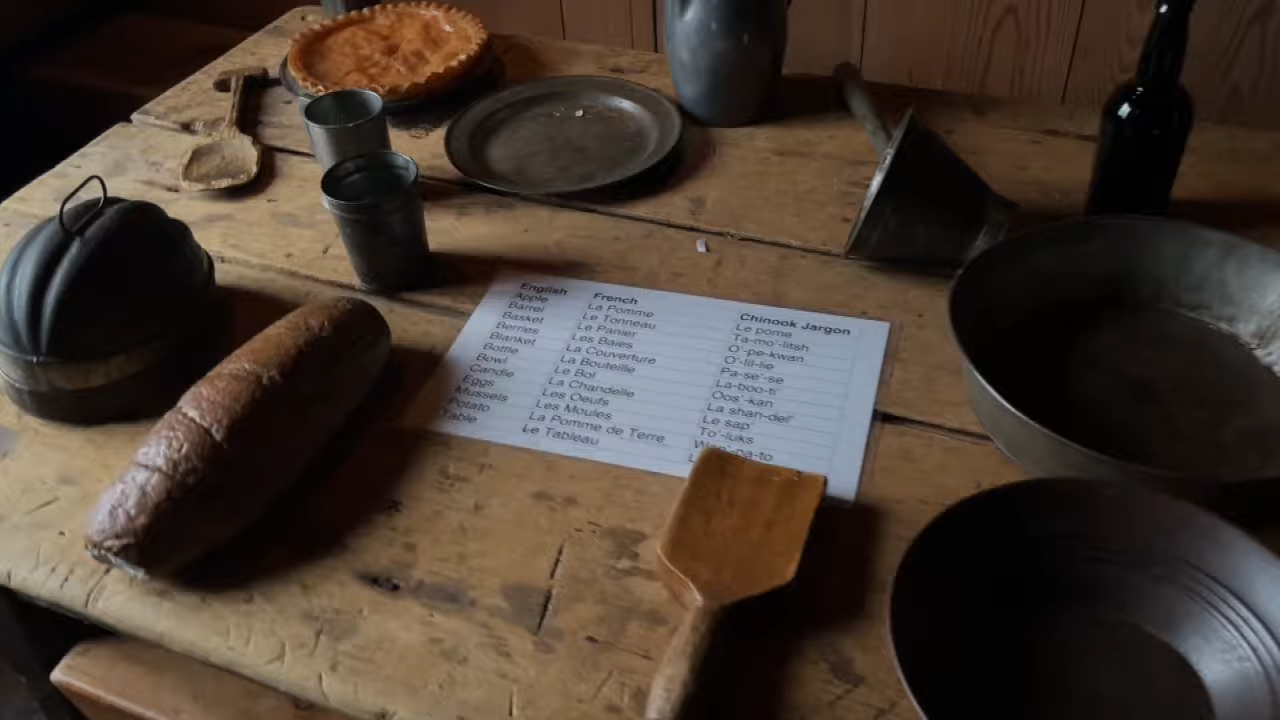 English French Chinook Jargon
Apple La Pomme Le pome
Barrel Le Tonneau Ta-mo'-litsh
Basket Le Panier O'-pe-kwan
Berries Les Baies O'-lil-lie
Blanket La Couverture Pa-se'-se
Bottle La Bouteille La-boo-ti'
Bowl Le Bol Oos'-kan
Candle La Chandelle La shan-del'
Eggs Les Oeufs Le sap'
Mussels Les Moules To'-luks
Potato La Pomme de Terre
Table Le Tableau